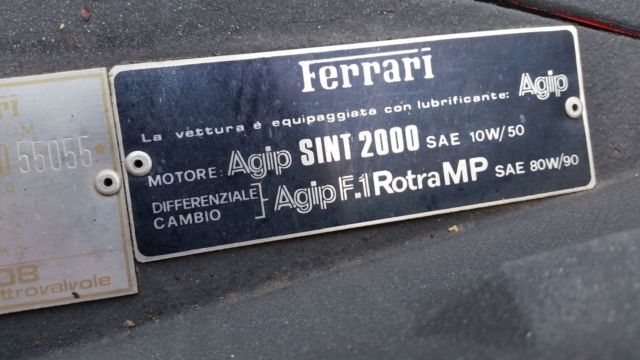 Ferrari
La vettura è equipaggiata con lubrificante: Agip
MOTORE: Agip SINT 2000 SAE 10W/50
DIFFERENZIALE
CAMBIO
Agip F.1 Rotra MP SAE 80W/90
55055*
08